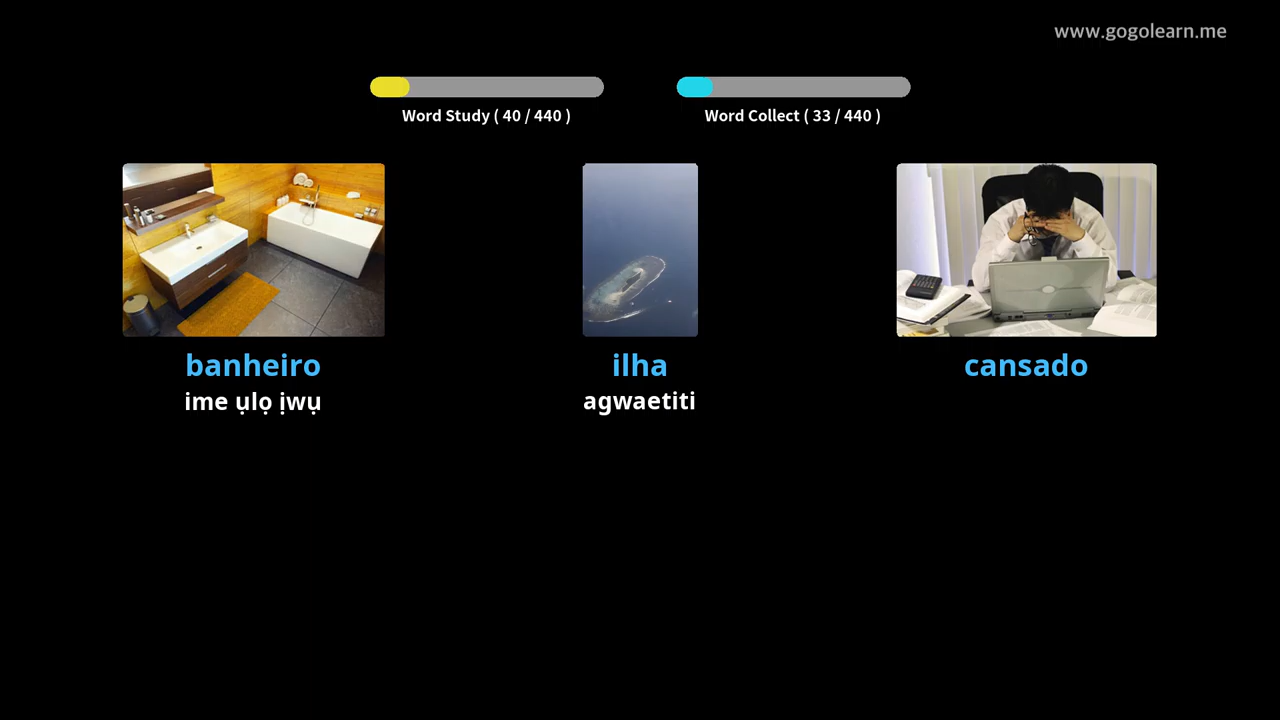 www.gogolearn.me
Word Study ( 40 / 440 )
Word Collect ( 33 / 440 )
banheiro
ime ụlọ ịwụ
ilha
agwaetiti
cansado